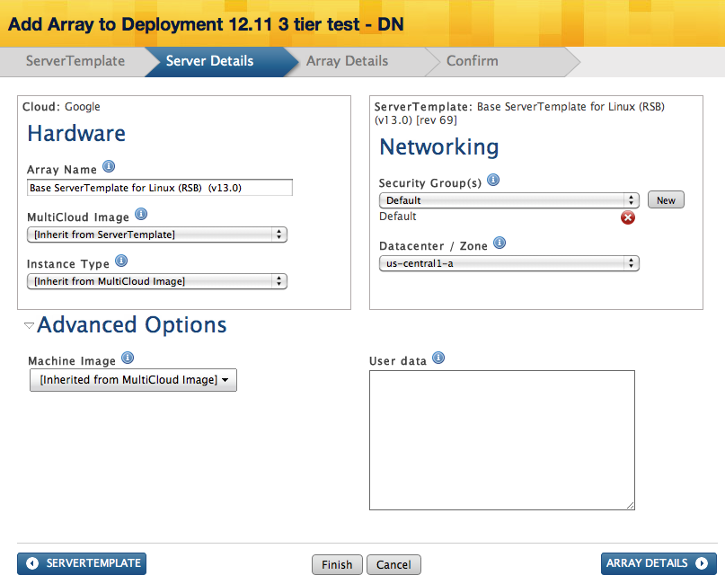 Add Array to Deployment 12.11 3 tier test - DN
ServerTemplate
Server Details
Array Details
Confirm
Cloud: Google
Hardware
Array Name
Base ServerTemplate for Linux (RSB) (v13.0)
MultiCloud Image
[Inherit from ServerTemplate]
Instance Type
[Inherit from MultiCloud Image]
ServerTemplate: Base ServerTemplate for Linux (RSB)
(v13.0) [rev 69]
Networking
Security Group(s)
Default
New
Default
Datacenter / Zone
us-central1-a
Advanced Options
Machine Image
[Inherited from MultiCloud Image]
User data
SERVERTEMPLATE
Finish
Cancel
ARRAY DETAILS